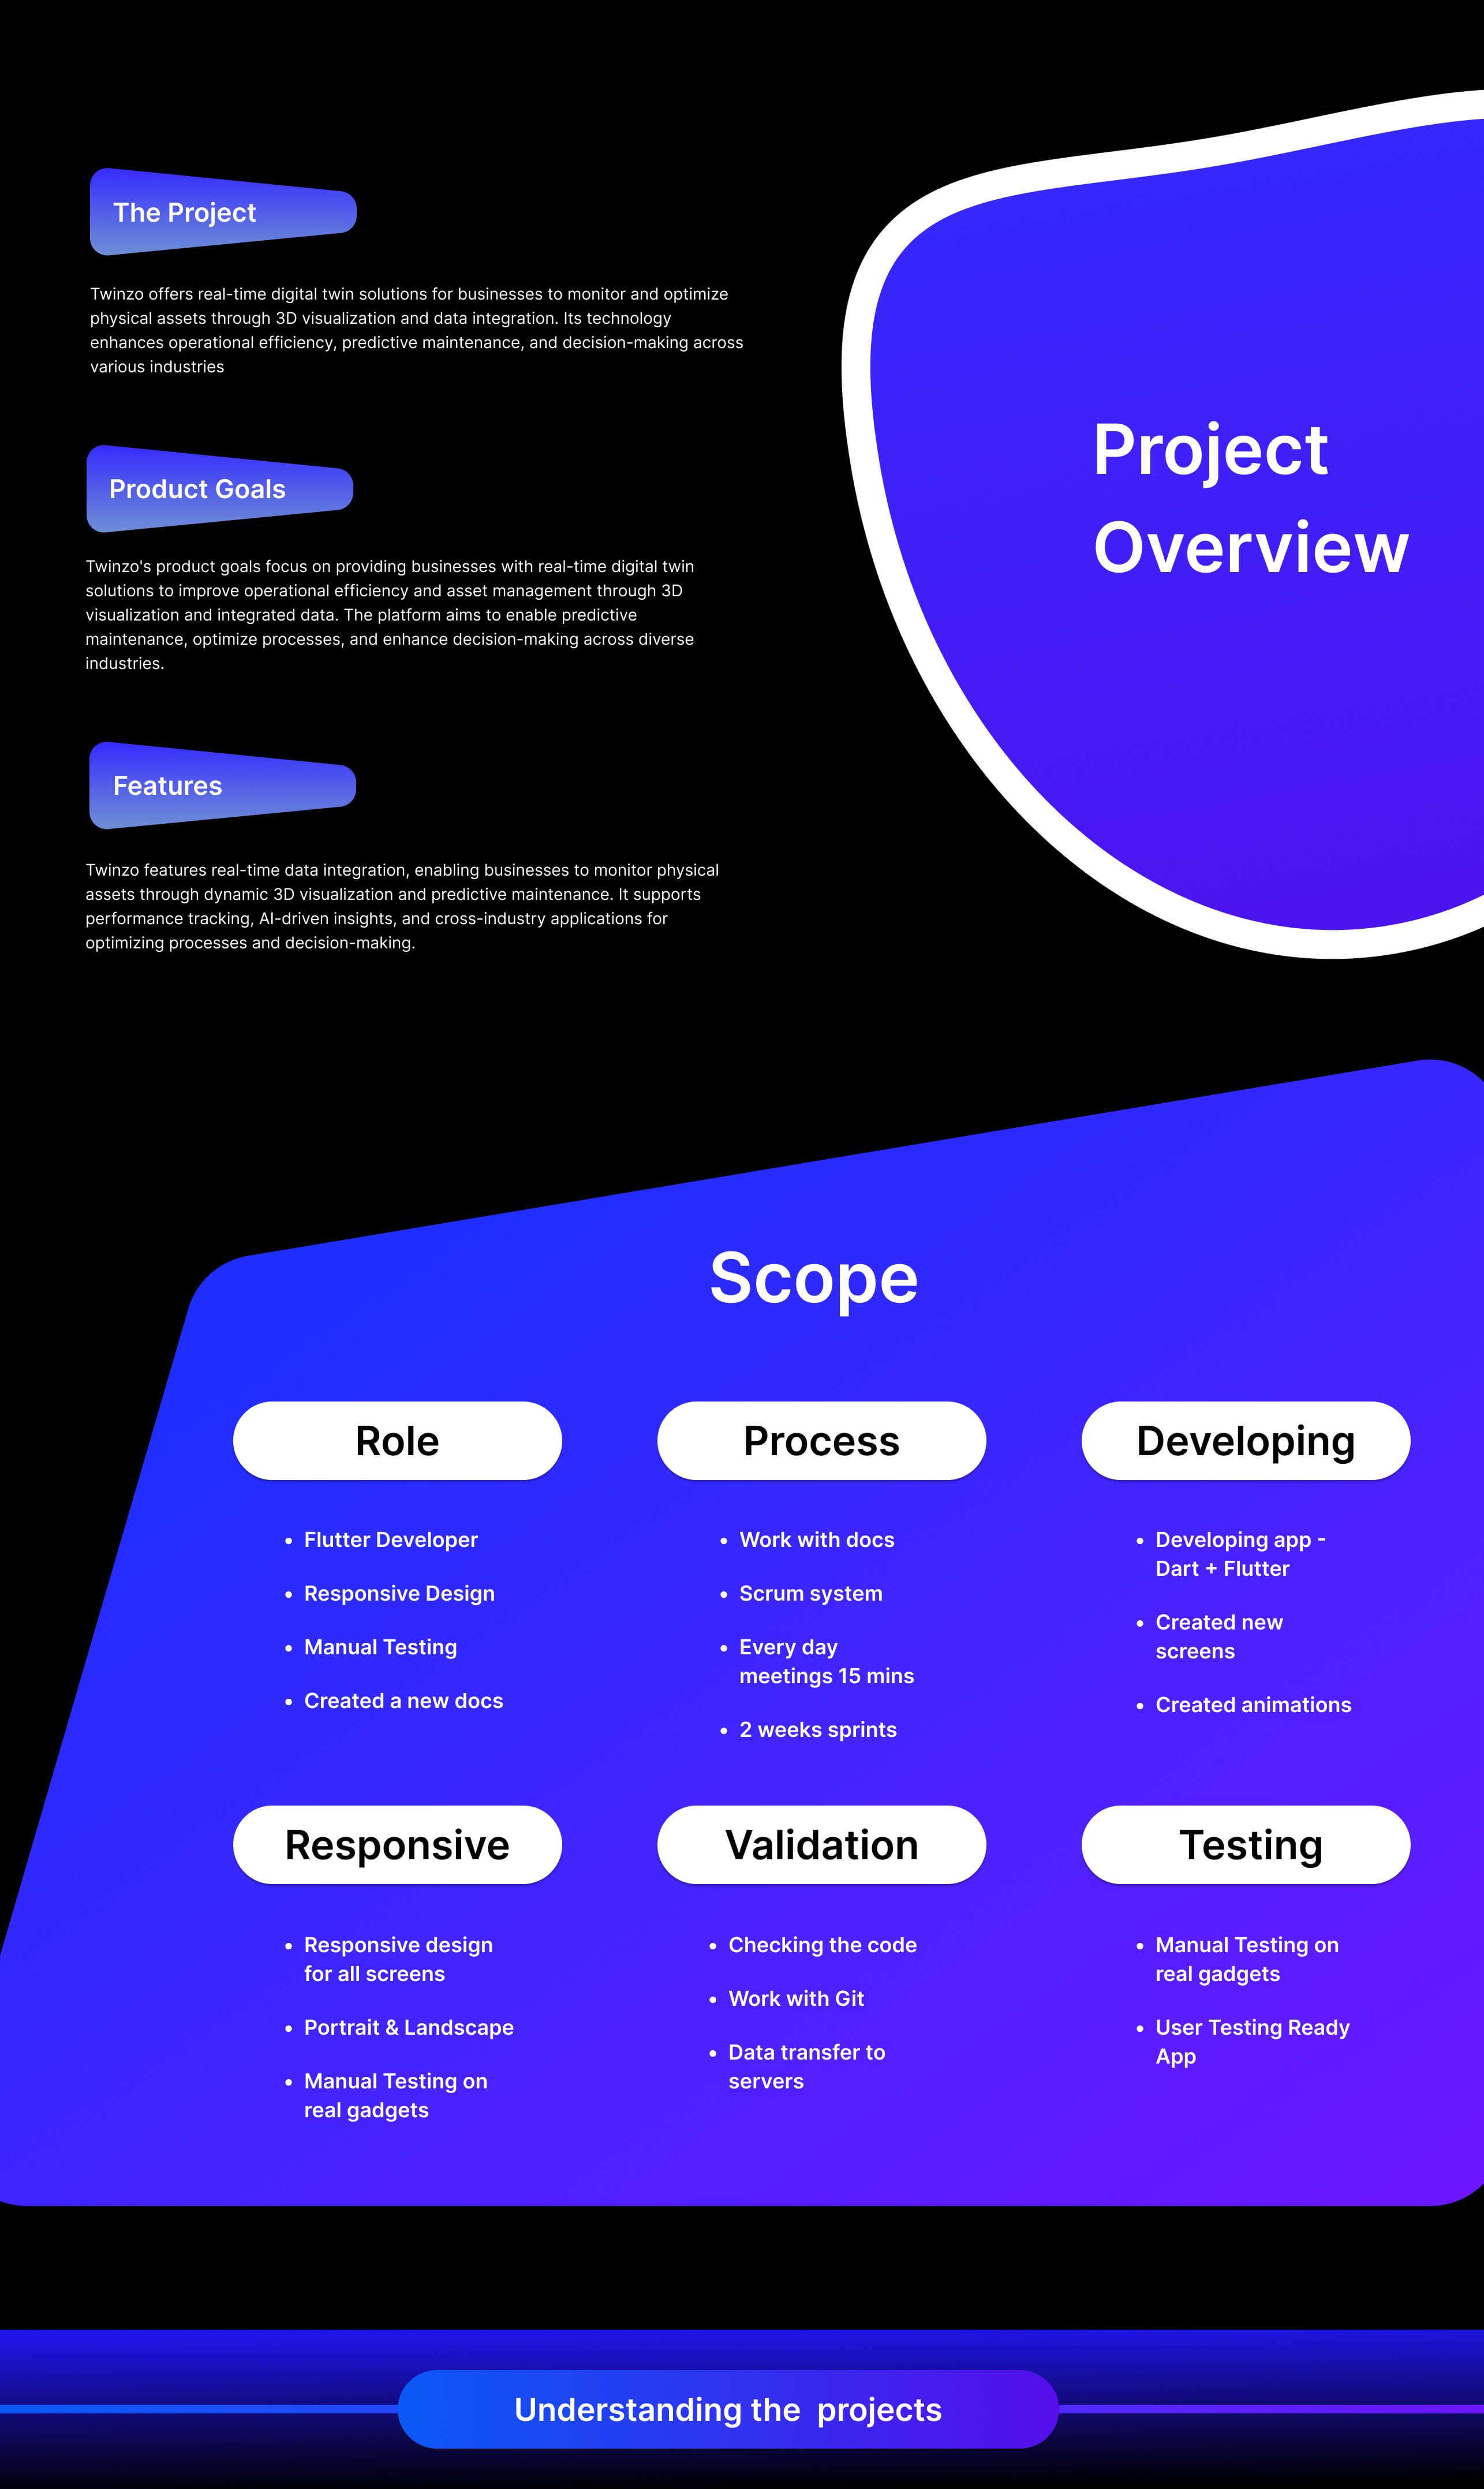 The Project
Twinzo offers real-time digital twin solutions for businesses to monitor and optimize
physical assets through 3D visualization and data integration. Its technology
enhances operational efficiency, predictive maintenance, and decision-making across
various industries
Project
Overview
Product Goals
Twinzo's product goals focus on providing businesses with real-time digital twin
solutions to improve operational efficiency and asset management through 3D
visualization and integrated data. The platform aims to enable predictive
maintenance, optimize processes, and enhance decision-making across diverse
industries.
Features
Twinzo features real-time data integration, enabling businesses to monitor physical
assets through dynamic 3D visualization and predictive maintenance. It supports
performance tracking, AI-driven insights, and cross-industry applications for
optimizing processes and decision-making.
Scope
Role
• Flutter Developer
• Responsive Design
• Manual Testing
• Created a new docs
Process
• Work with docs
• Scrum system
• Every day
meetings 15 mins
• 2 weeks sprints
Developing
• Developing app -
Dart + Flutter
• Created new
screens
• Created animations
Responsive
• Responsive design
for all screens
• Portrait & Landscape
• Manual Testing on
real gadgets
Validation
• Checking the code
• Work with Git
• Data transfer to
servers
Testing
• Manual Testing on
real gadgets
• User Testing Ready
App
Understanding the  projects